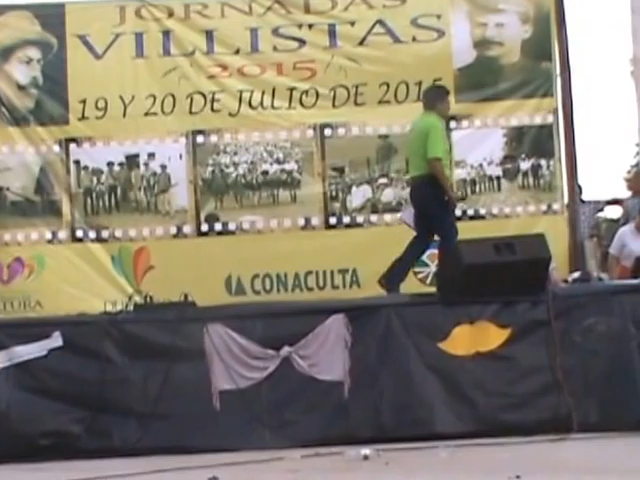 JORNADAS
VILLISTAS
2015
19 Y 20 DE JULIO DE 2015
CONACULTA